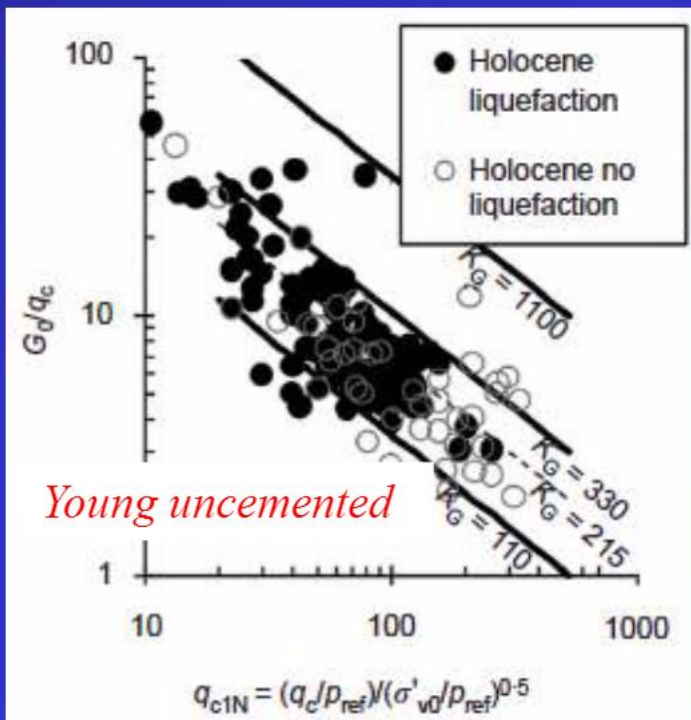 100
10
1
G₀/qc
Holocene
liquefaction
Holocene no
liquefaction
KG = 1100
KG = 330
KG = 215
KG = 110
Young uncemented
10
100
1000
qc1N = (qc/pref)/(σ'v0/pref)0·5